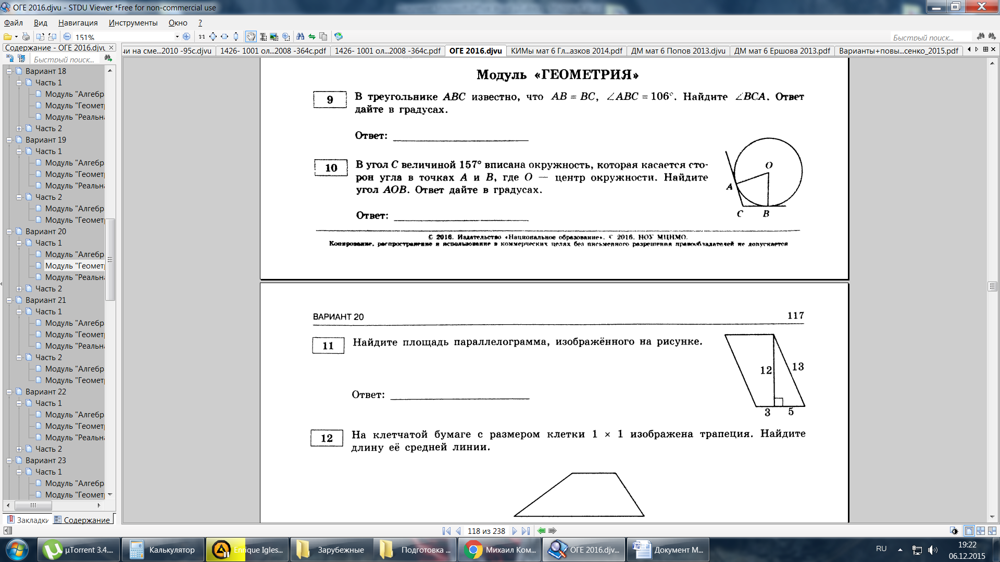 ОГЕ 2016.djvu - STDU Viewer *Free for non-commercial use
Файл Вид Навигация Инструменты Окно ?
151%
Быстрый поиск...
Содержание - ОГЕ 2016.djvu
Быстрый поиск...
чи на сме...2010 -95c.djvu 1426- 1001 ол...2008 -364c.pdf 1426- 1001 ол...2008 -364c.pdf ОГЕ 2016.djvu КИМы мат 6 Гл...азков 2014.pdf ДМ мат 6 Попов 2013.djvu ДМ мат 6 Ершова 2013.pdf Варианты+повы...сенко_2015.pdf
Вариант 18
Часть 1
Модуль "Алгебр
Модуль "Геомет
Модуль "Реальн
Часть 2
Вариант 19
Часть 1
Модуль "Алгебр
Модуль "Геомет
Модуль "Реальн
Часть 2
Модуль "Алгебр
Модуль "Геомет
Вариант 20
Часть 1
Модуль "Алгебр
Модуль "Геомет
Модуль "Реальн
Часть 2
Вариант 21
Часть 1
Модуль "Алгебр
Модуль "Геомет
Модуль "Реальн
Часть 2
Модуль "Алгебр
Модуль "Геомет
Вариант 22
Часть 1
Модуль "Алгебр
Модуль "Геомет
Модуль "Реальн
Часть 2
Вариант 23
Часть 1
Модуль "Алгебр
Модуль "Геомет
Закладки Содержание
Модуль «ГЕОМЕТРИЯ»
9 В треугольнике ABC известно, что AB = BC, ∠ABC = 106°. Найдите ∠BCA. Ответ
дайте в градусах.
Ответ:
10 В угол C величиной 157° вписана окружность, которая касается сто-
рон угла в точках A и B, где O — центр окружности. Найдите
угол AOB. Ответ дайте в градусах.
Ответ:
O
A
C B
© 2016. Издательство «Национальное образование». © 2016. НОУ МЦНМО.
Копирование, распространение и использование в коммерческих целях без письменного разрешения правообладателей не допускается
ВАРИАНТ 20 117
11 Найдите площадь параллелограмма, изображённого на рисунке.
12 13
3 5
Ответ:
12 На клетчатой бумаге с размером клетки 1 × 1 изображена трапеция. Найдите
длину её средней линии.
118 из 238
µTorrent 3.4.... Калькулятор Enrique Igles... Зарубежные Подготовка ... Михаил Ком... ОГЕ 2016.djv... Документ M...
RU
19:22
06.12.2015